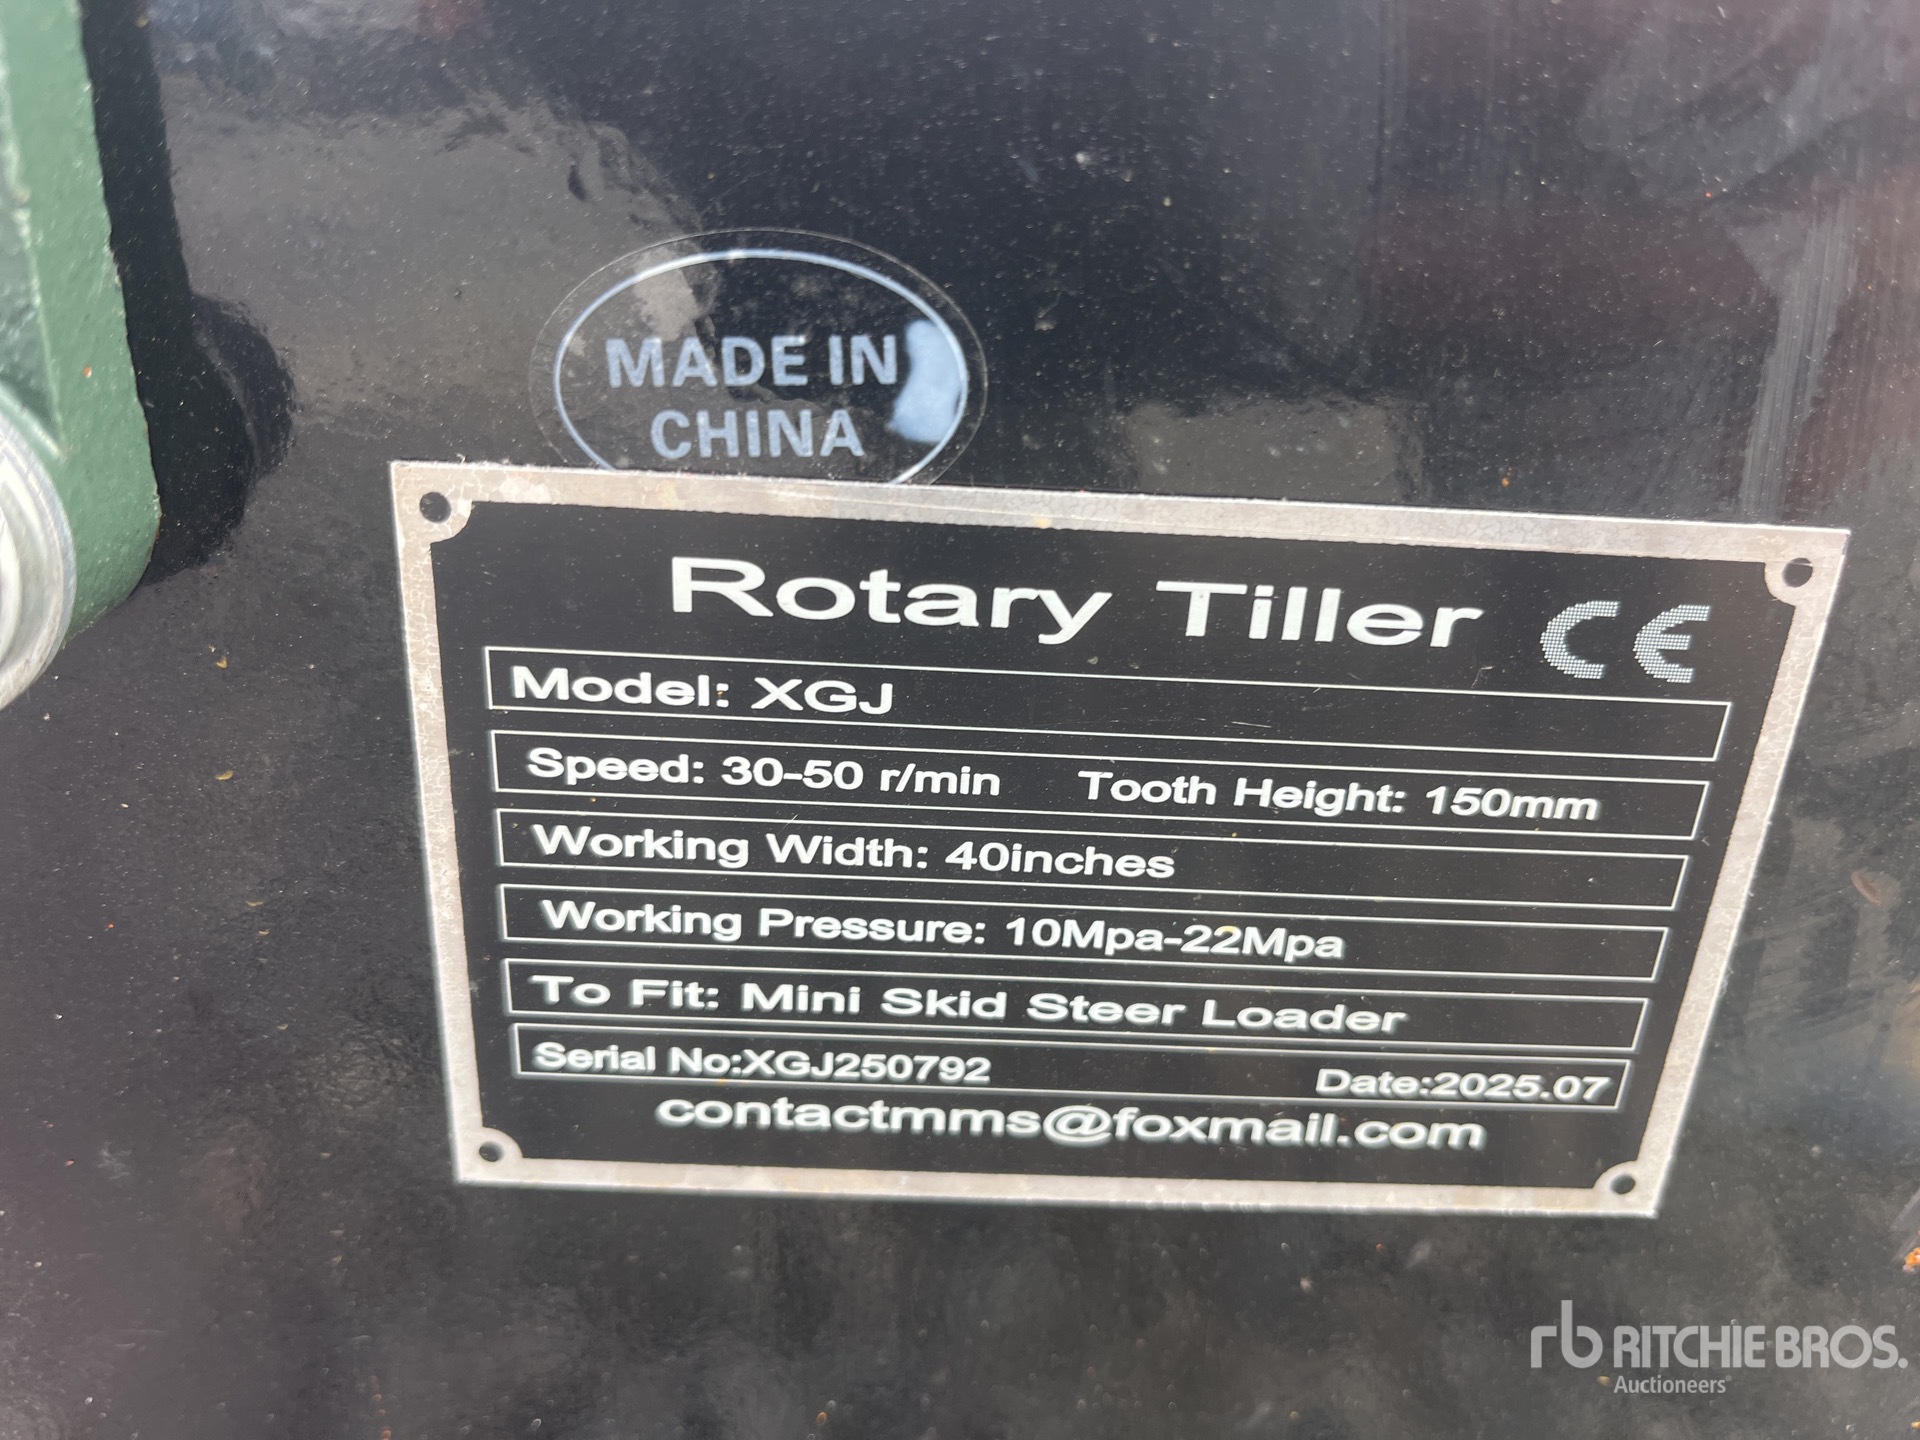 MADE IN
CHINA
Rotary Tiller CE
Model: XGJ
Speed: 30-50 r/min Tooth Height: 150mm
Working Width: 40inches
Working Pressure: 10Mpa-22Mpa
To Fit: Mini Skid Steer Loader
Serial No:XGJ250792 Date:2025.07
contactmms@foxmail.com
rb RITCHIE BROS.
Auctioneers